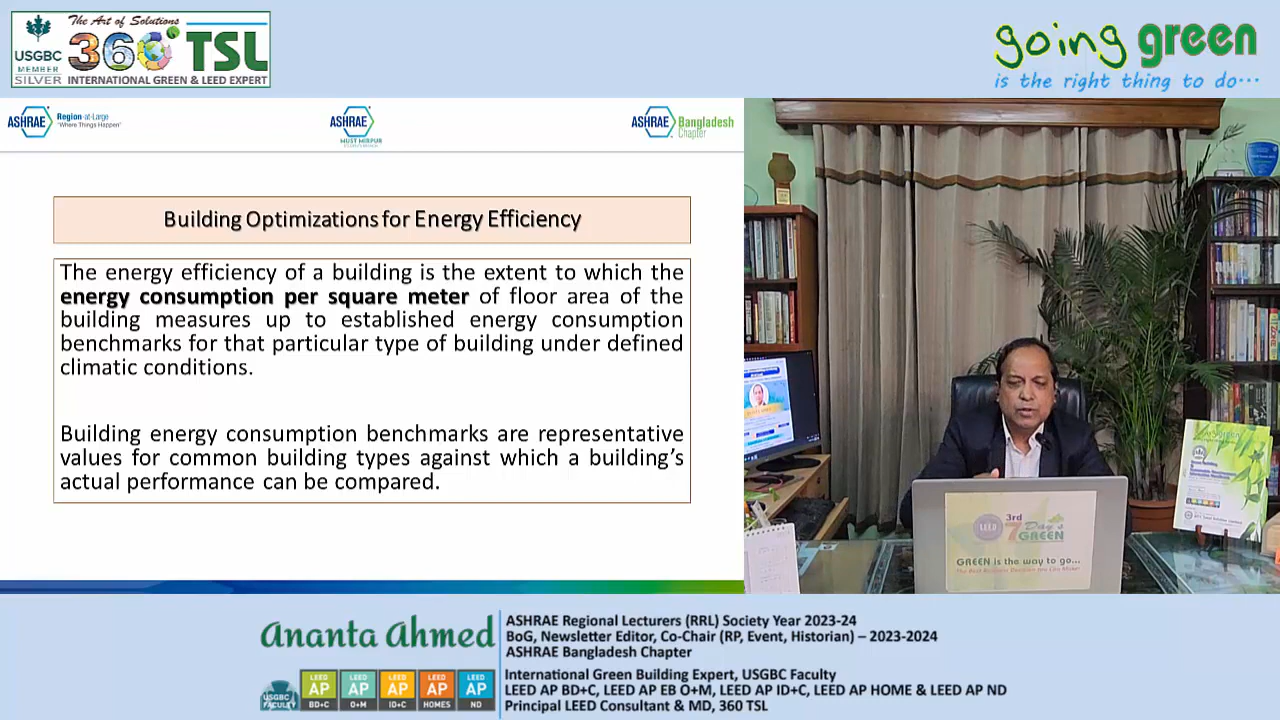 The Art of Solutions
USGBC
MEMBER
SILVER
360 TSL
INTERNATIONAL GREEN & LEED EXPERT
going green
is the right thing to do...
ASHRAE
Region-at-Large
"Where Things Happen"
ASHRAE
MUST MIRPUR
ASHRAE
Bangladesh
Chapter
Building Optimizations for Energy Efficiency
The energy efficiency of a building is the extent to which the
energy consumption per square meter of floor area of the
building measures up to established energy consumption
benchmarks for that particular type of building under defined
climatic conditions.
Building energy consumption benchmarks are representative
values for common building types against which a building's
actual performance can be compared.
LEED
3rd
7 Day's
GREEN
GREEN is the way to go...
Ananta Ahmed
ASHRAE Regional Lecturers (RRL) Society Year 2023-24
BoG, Newsletter Editor, Co-Chair (RP, Event, Historian) – 2023-2024
ASHRAE Bangladesh Chapter
USGBC
FACULTY
LEED
AP
BD+C
LEED
AP
O+M
LEED
AP
ID+C
LEED
AP
HOMES
LEED
AP
ND
International Green Building Expert, USGBC Faculty
LEED AP BD+C, LEED AP EB O+M, LEED AP ID+C, LEED AP HOME & LEED AP ND
Principal LEED Consultant & MD, 360 TSL